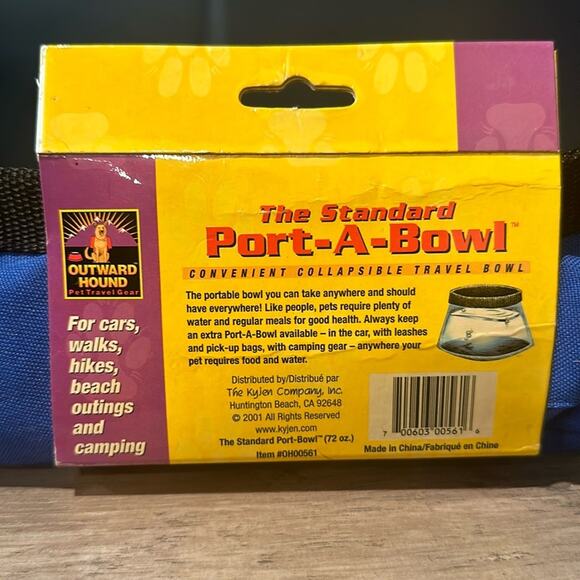 The Standard
Port-A-Bowl™
CONVENIENT COLLAPSIBLE TRAVEL BOWL
OUTWARD
HOUND
Pet Travel Gear
For cars,
walks,
hikes,
beach
outings
and
camping
The portable bowl you can take anywhere and should
have everywhere! Like people, pets require plenty of
water and regular meals for good health. Always keep
an extra Port-A-Bowl available – in the car, with leashes
and pick-up bags, with camping gear – anywhere your
pet requires food and water.
Distributed by/Distribué par
The Kyjen Company, Inc.
Huntington Beach, CA 92648
© 2001 All Rights Reserved
www.kyjen.com
The Standard Port-Bowl™ (72 oz.)
Item #OH00561
7 00603 00561 6
Made in China/Fabriqué en Chine